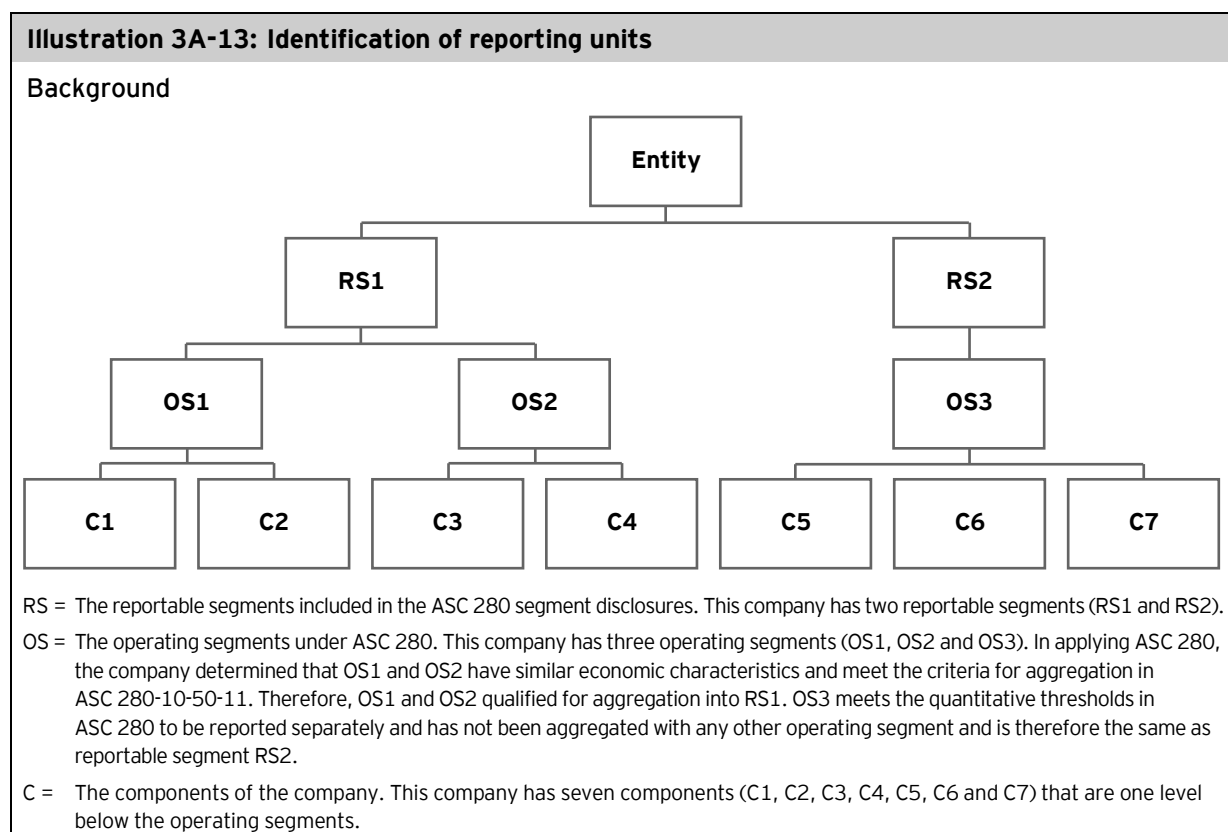 Illustration 3A-13: Identification of reporting units
Background
Entity
RS1
RS2
OS1
OS2
OS3
C1
C2
C3
C4
C5
C6
C7
RS = The reportable segments included in the ASC 280 segment disclosures. This company has two reportable segments (RS1 and RS2).
OS = The operating segments under ASC 280. This company has three operating segments (OS1, OS2 and OS3). In applying ASC 280,
the company determined that OS1 and OS2 have similar economic characteristics and meet the criteria for aggregation in
ASC 280-10-50-11. Therefore, OS1 and OS2 qualified for aggregation into RS1. OS3 meets the quantitative thresholds in
ASC 280 to be reported separately and has not been aggregated with any other operating segment and is therefore the same as
reportable segment RS2.
C = The components of the company. This company has seven components (C1, C2, C3, C4, C5, C6 and C7) that are one level
below the operating segments.